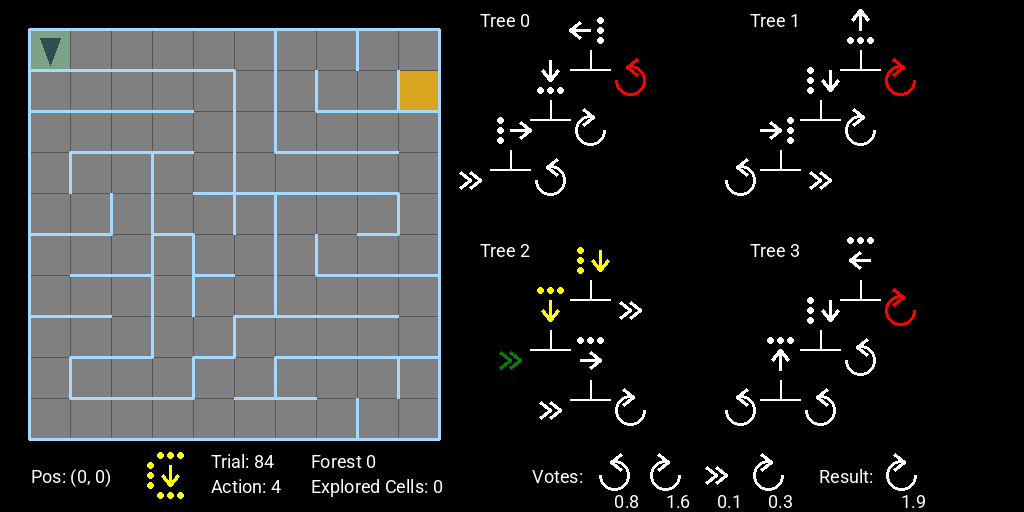 Tree 0
Tree 1
Tree 2
Tree 3
Pos: (0, 0)
Trial: 84
Forest 0
Action: 4
Explored Cells: 0
Votes:
Result:
0.8
1.6
0.1
0.3
1.9